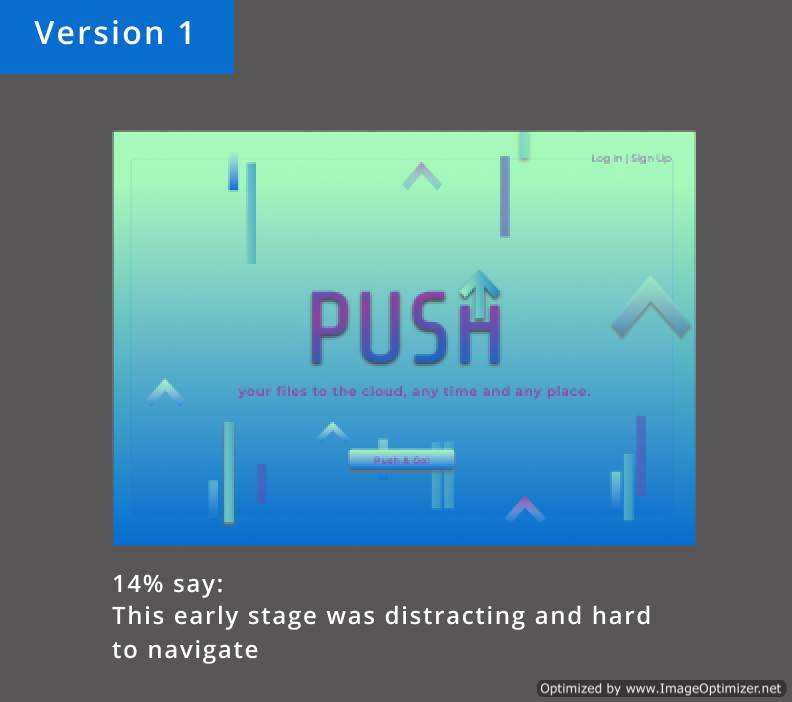 Version 1
Log in | Sign Up
PUSH
your files to the cloud, any time and any place.
Push & Go!
14% say:
This early stage was distracting and hard
to navigate
Optimized by www.ImageOptimizer.net